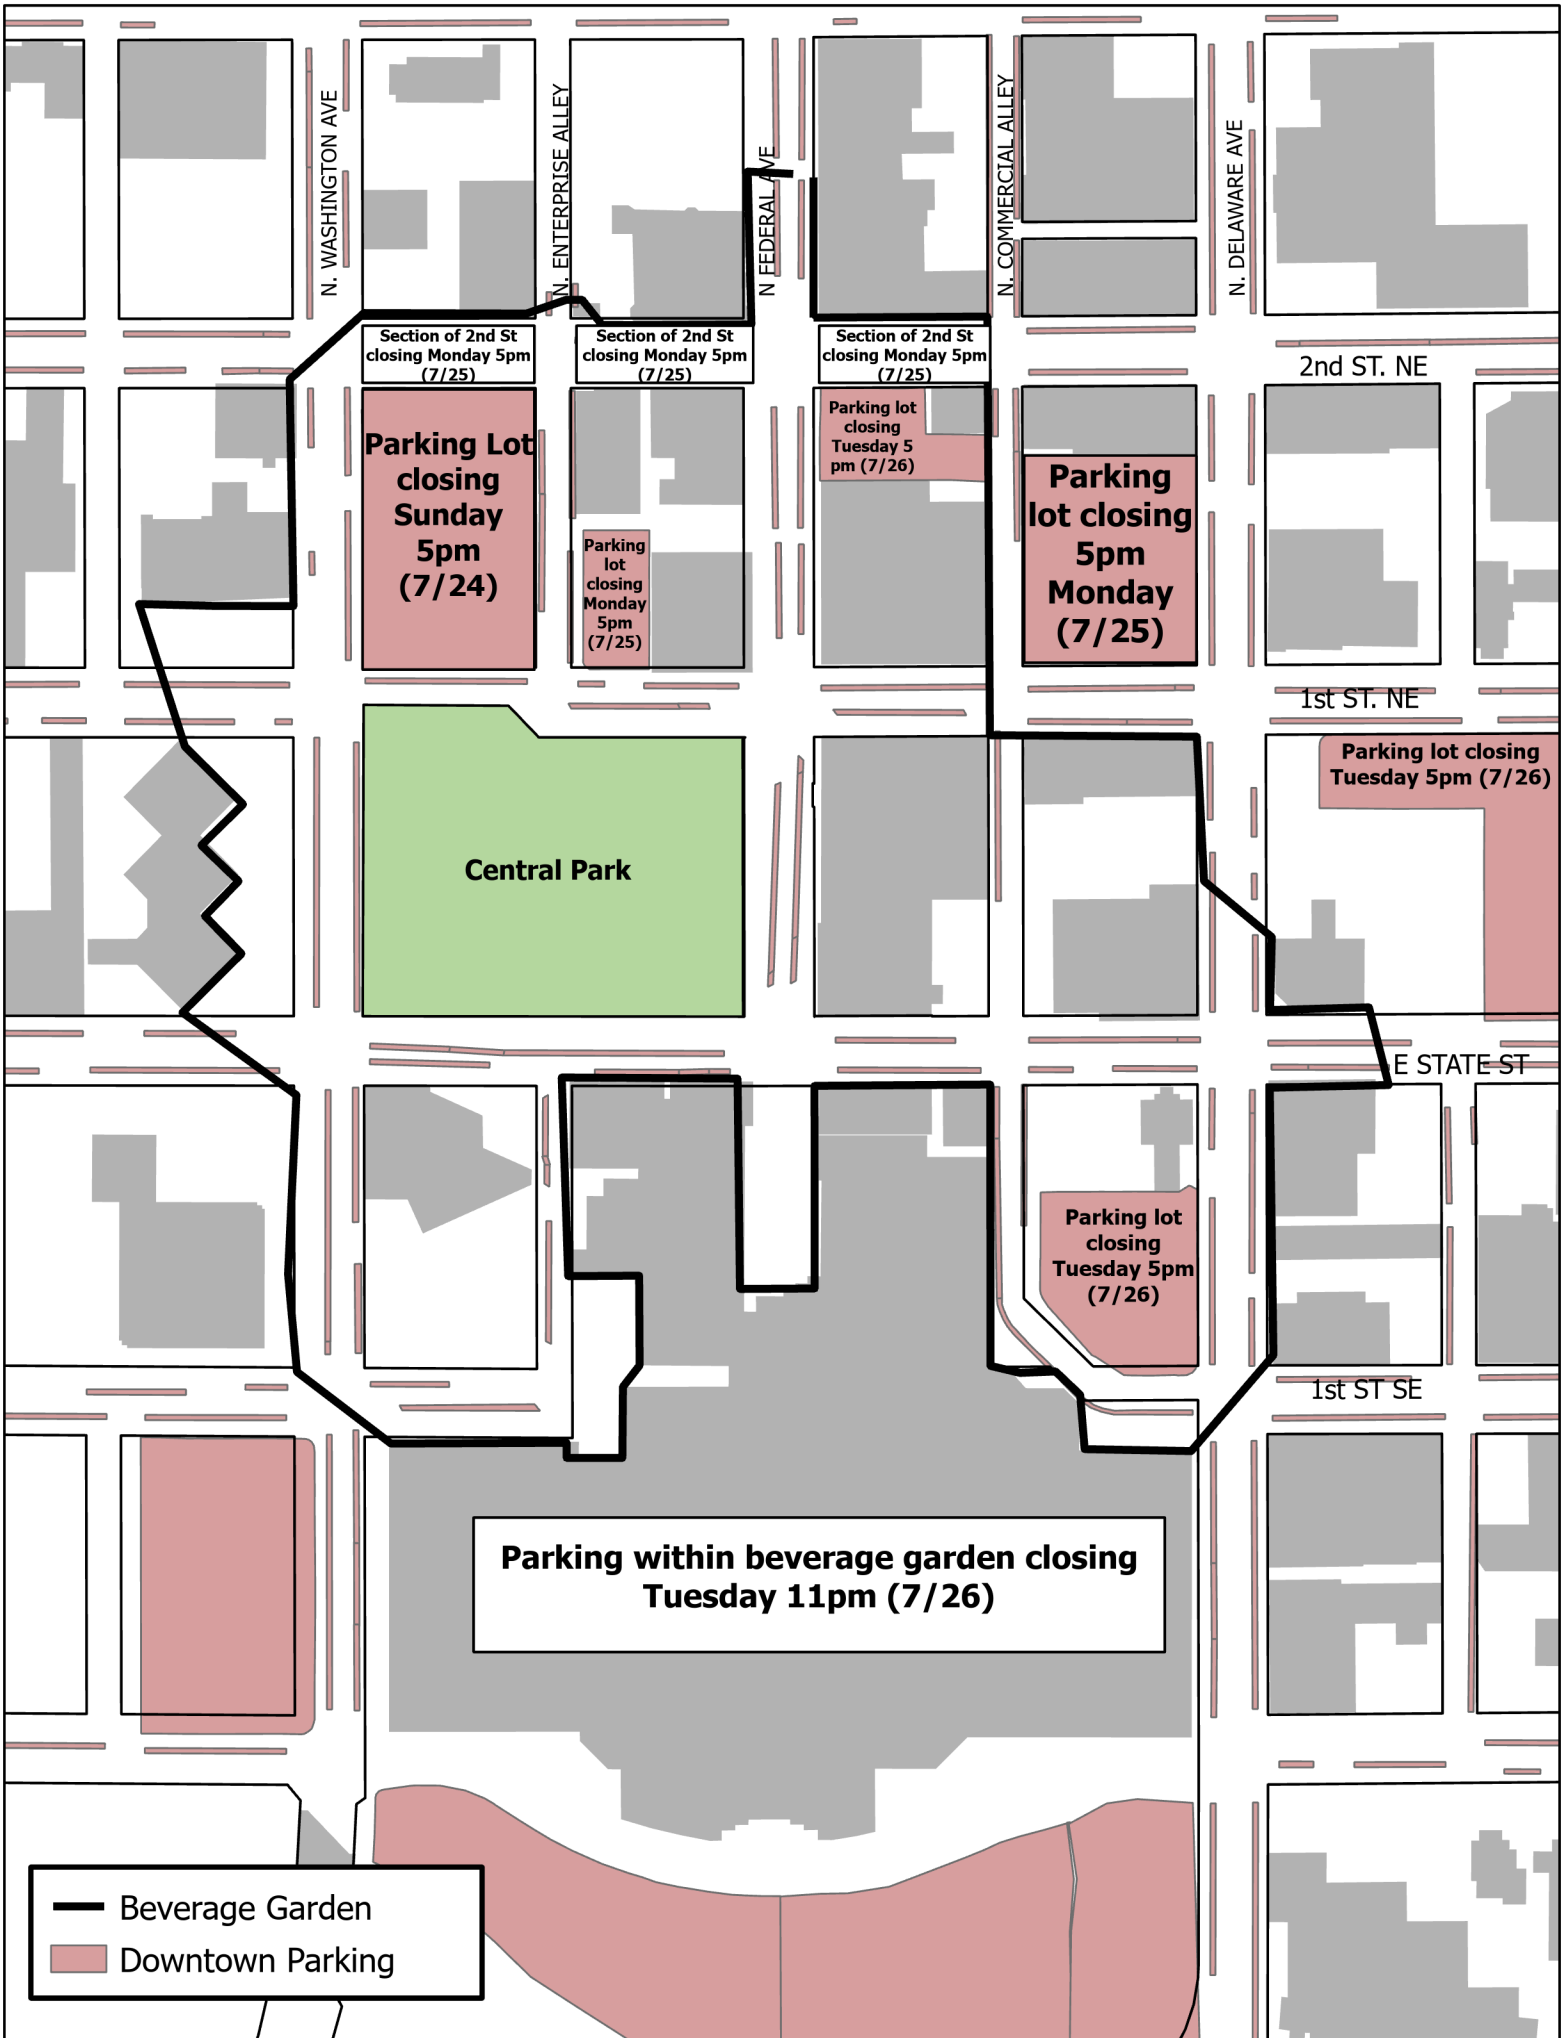 N. WASHINGTON AVE
N. ENTERPRISE ALLEY
N FEDERAL AVE
N. COMMERCIAL ALLEY
N. DELAWARE AVE
Section of 2nd St
closing Monday 5pm
(7/25)
Section of 2nd St
closing Monday 5pm
(7/25)
Section of 2nd St
closing Monday 5pm
(7/25)
2nd ST. NE
Parking Lot
closing
Sunday
5pm
(7/24)
Parking
lot
closing
Monday
5pm
(7/25)
Parking lot
closing
Tuesday 5
pm (7/26)
Parking
lot closing
5pm
Monday
(7/25)
1st ST. NE
Parking lot closing
Tuesday 5pm (7/26)
Central Park
E STATE ST
Parking lot
closing
Tuesday 5pm
(7/26)
1st ST SE
Parking within beverage garden closing
Tuesday 11pm (7/26)
Beverage Garden
Downtown Parking